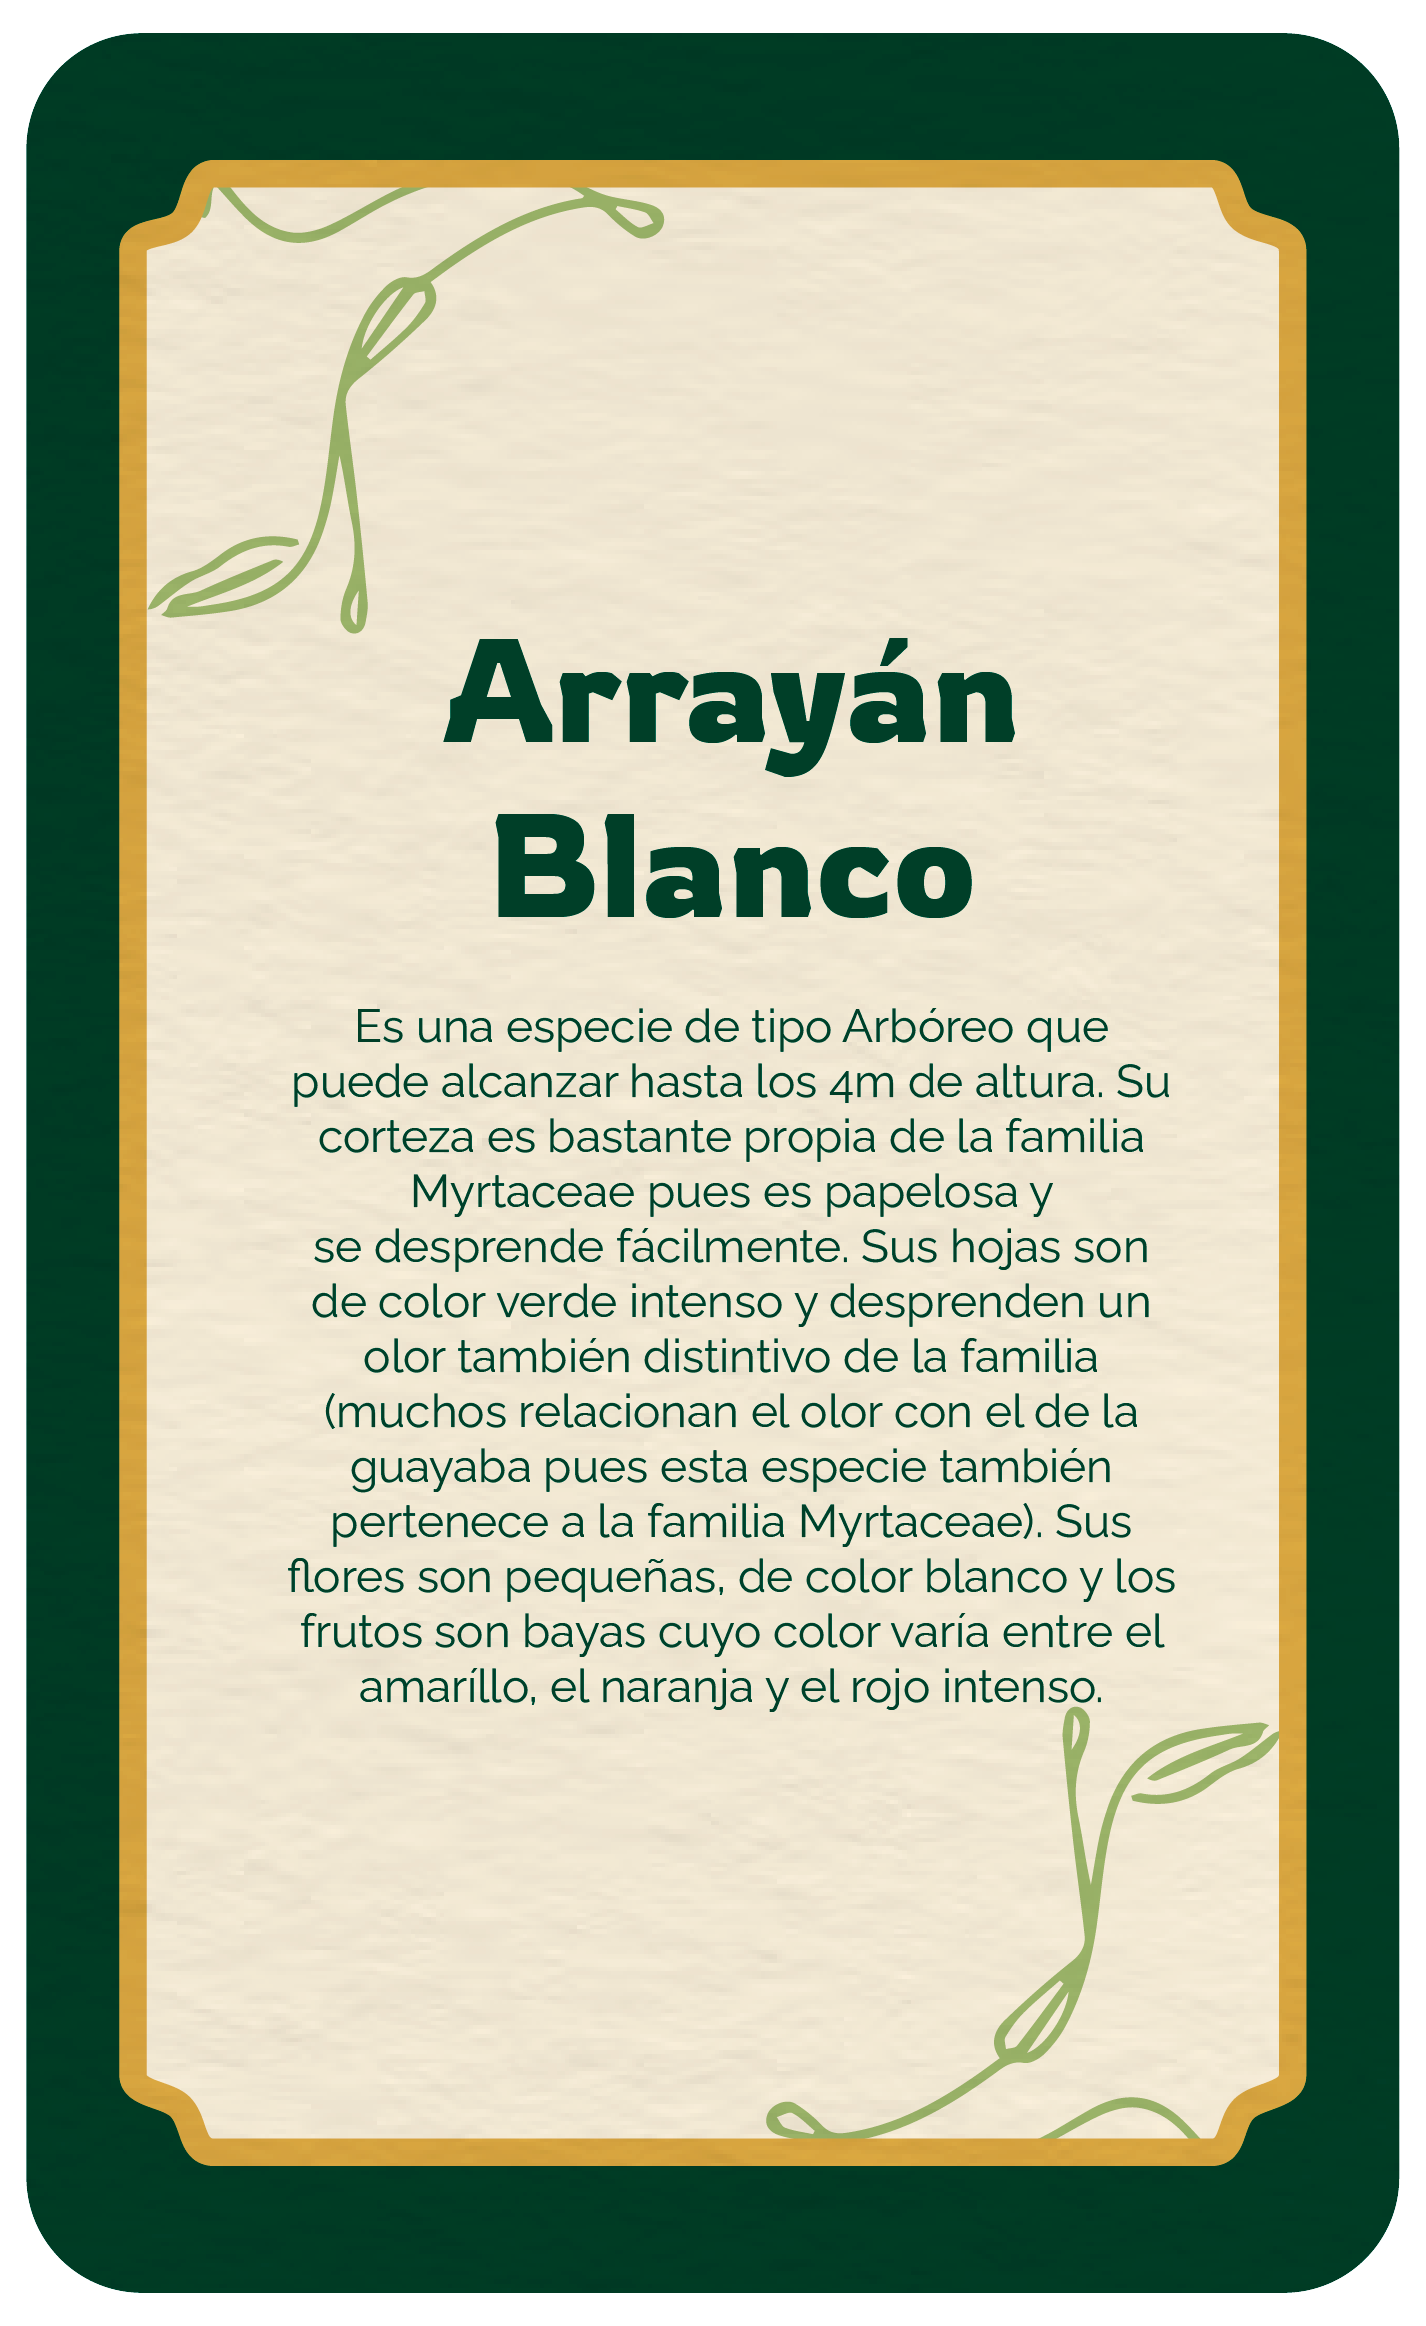 Arrayán
Blanco
Es una especie de tipo Arbóreo que
puede alcanzar hasta los 4m de altura. Su
corteza es bastante propia de la familia
Myrtaceae pues es papelosa y
se desprende fácilmente. Sus hojas son
de color verde intenso y desprenden un
olor también distintivo de la familia
(muchos relacionan el olor con el de la
guayaba pues esta especie también
pertenece a la familia Myrtaceae). Sus
flores son pequeñas, de color blanco y los
frutos son bayas cuyo color varía entre el
amaríllo, el naranja y el rojo intenso.